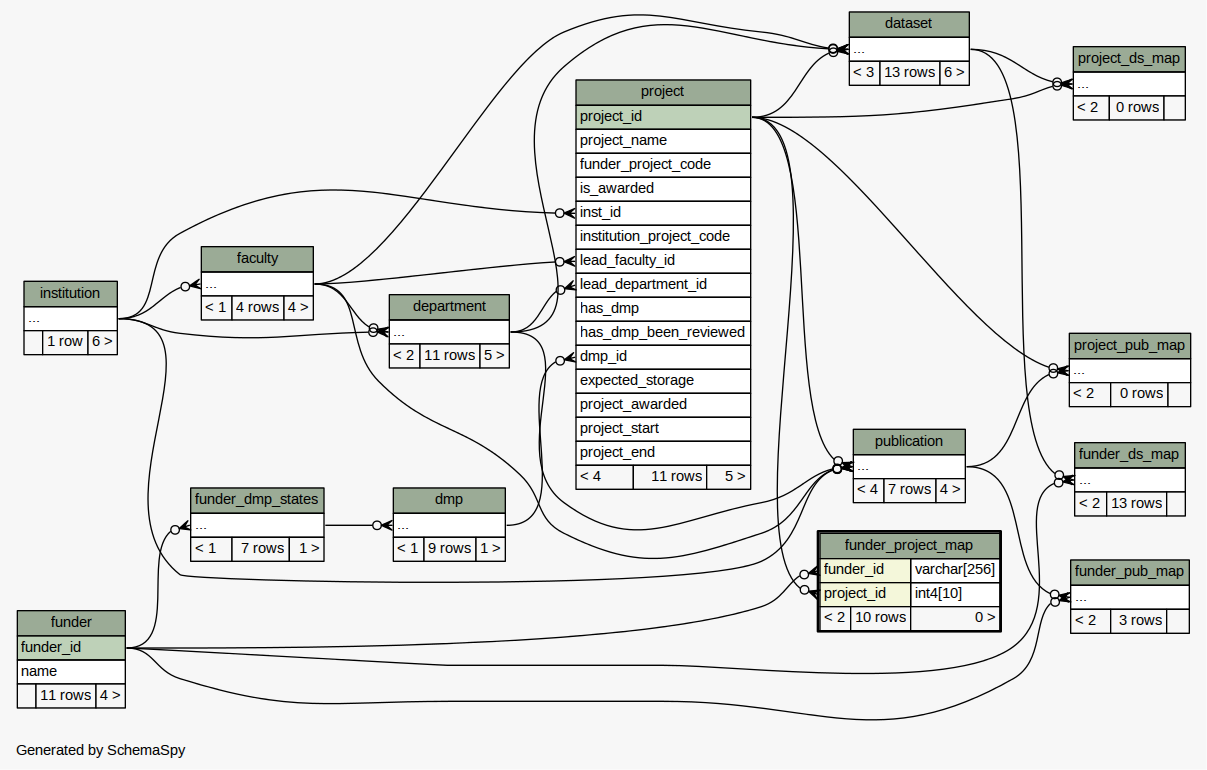 dataset
...
< 3 13 rows 6 >
project_ds_map
...
< 2 0 rows
project
project_id
project_name
funder_project_code
is_awarded
inst_id
institution_project_code
lead_faculty_id
lead_department_id
has_dmp
has_dmp_been_reviewed
dmp_id
expected_storage
project_awarded
project_start
project_end
< 4 11 rows 5 >
faculty
...
< 1 4 rows 4 >
institution
...
1 row 6 >
department
...
< 2 11 rows 5 >
project_pub_map
...
< 2 0 rows
publication
...
< 4 7 rows 4 >
funder_ds_map
...
< 2 13 rows
funder_dmp_states
...
< 1 7 rows 1 >
dmp
...
< 1 9 rows 1 >
funder_project_map
funder_id varchar[256]
project_id int4[10]
< 2 10 rows 0 >
funder_pub_map
...
< 2 3 rows
funder
funder_id
name
11 rows 4 >
Generated by SchemaSpy